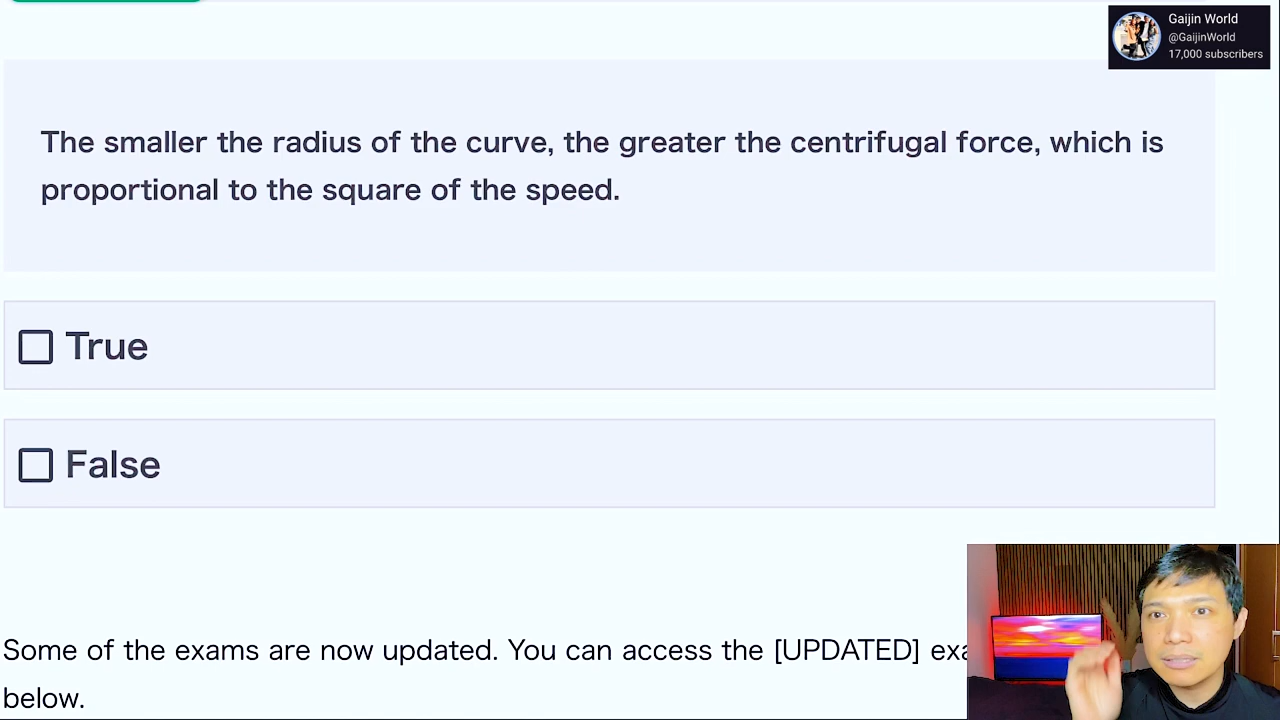 Gaijin World
@GaijinWorld
17,000 subscribers
The smaller the radius of the curve, the greater the centrifugal force, which is
proportional to the square of the speed.
True
False
Some of the exams are now updated. You can access the [UPDATED] exa
below.